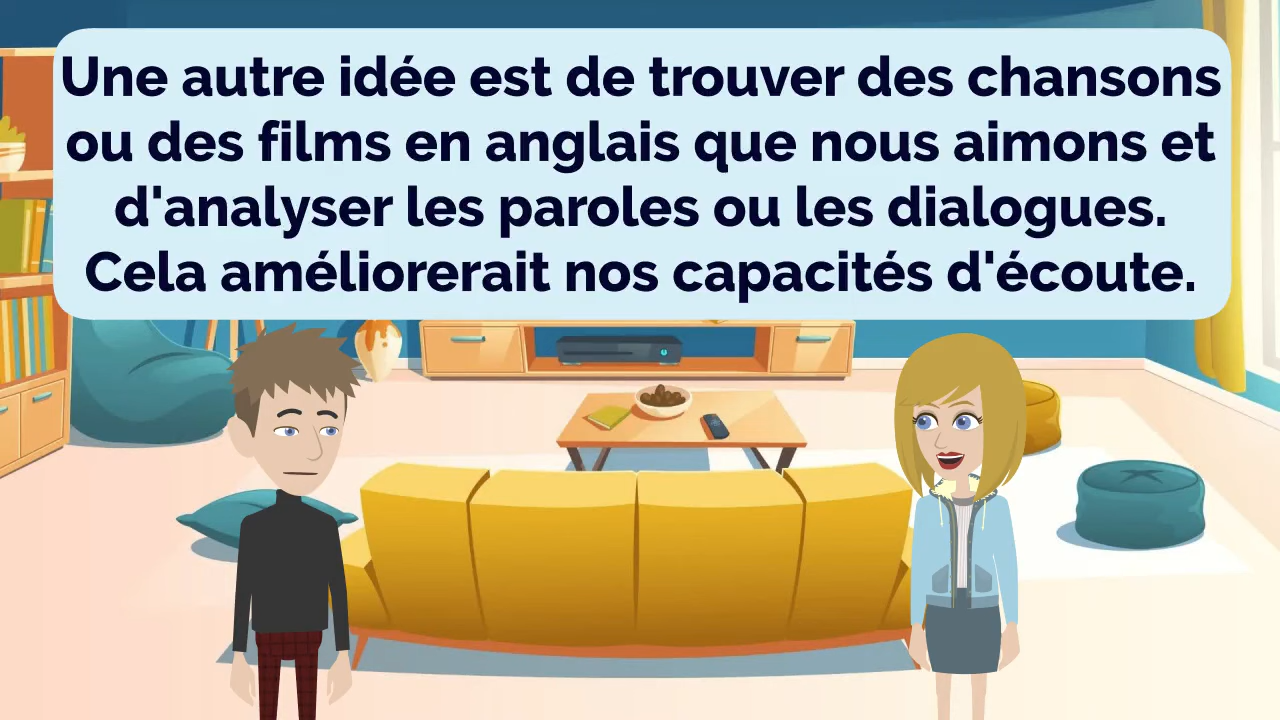 Une autre idée est de trouver des chansons
ou des films en anglais que nous aimons et
d'analyser les paroles ou les dialogues.
Cela améliorerait nos capacités d'écoute.